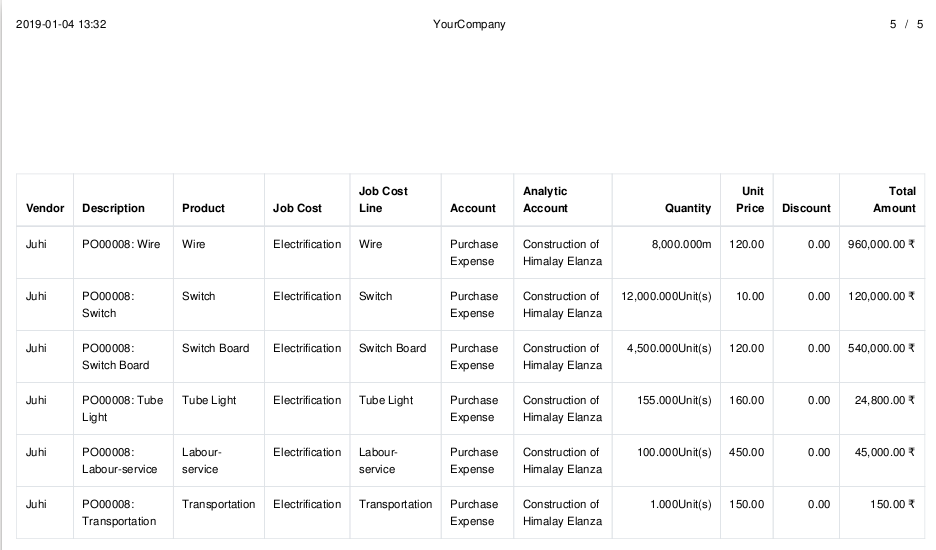 2019-01-04 13:32 YourCompany 5 / 5
Job Cost Analytic Unit Total
Vendor Description Product Job Cost Line Account Account Quantity Price Discount Amount
Juhi PO00008: Wire Wire Electrification Wire Purchase Construction of 8,000.000m 120.00 0.00 960,000.00 ₹
Expense Himalay Elanza
Juhi PO00008: Switch Electrification Switch Purchase Construction of 12,000.000Unit(s) 10.00 0.00 120,000.00 ₹
Switch Expense Himalay Elanza
Juhi PO00008: Switch Board Electrification Switch Board Purchase Construction of 4,500.000Unit(s) 120.00 0.00 540,000.00 ₹
Switch Board Expense Himalay Elanza
Juhi PO00008: Tube Tube Light Electrification Tube Light Purchase Construction of 155.000Unit(s) 160.00 0.00 24,800.00 ₹
Light Expense Himalay Elanza
Juhi PO00008: Labour- Electrification Labour- Purchase Construction of 100.000Unit(s) 450.00 0.00 45,000.00 ₹
Labour-service service service Expense Himalay Elanza
Juhi PO00008: Transportation Electrification Transportation Purchase Construction of 1.000Unit(s) 150.00 0.00 150.00 ₹
Transportation Expense Himalay Elanza